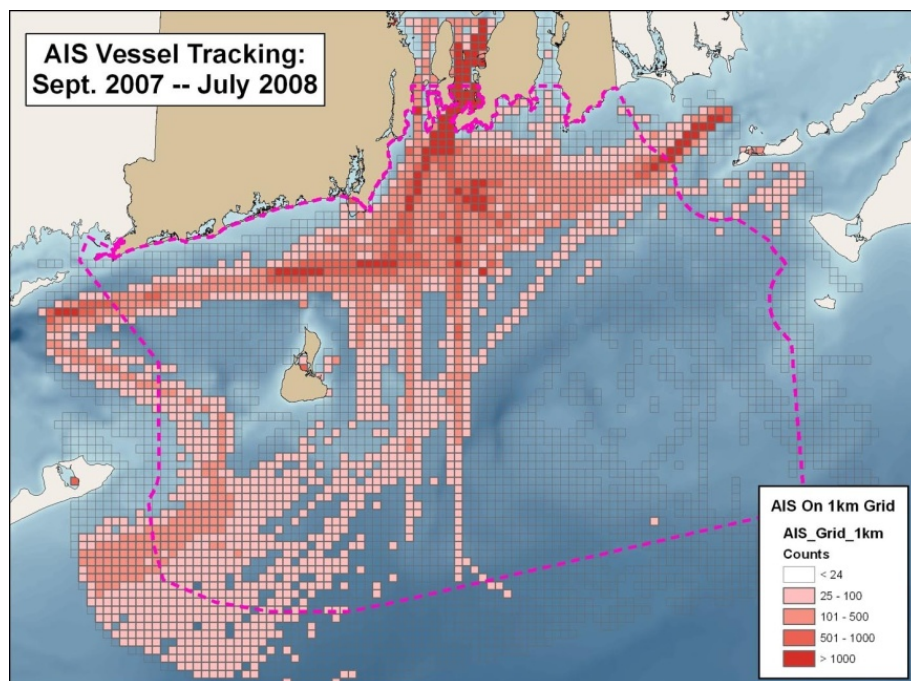 AIS Vessel Tracking:
Sept. 2007 -- July 2008
AIS On 1km Grid
AIS_Grid_1km
Counts
< 24
25 - 100
101 - 500
501 - 1000
> 1000